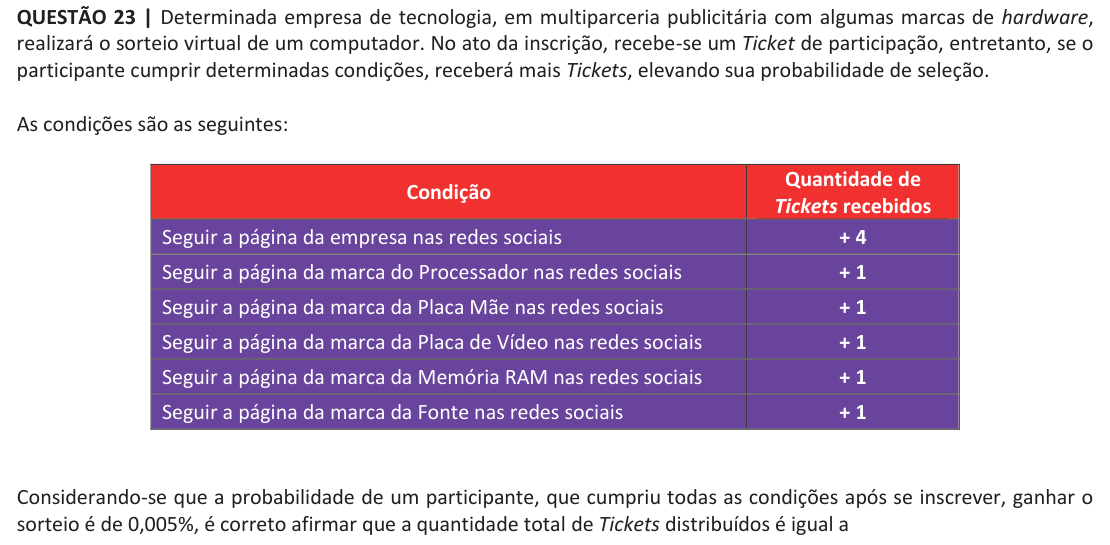 QUESTÃO 23 | Determinada empresa de tecnologia, em multiparceria publicitária com algumas marcas de hardware,
realizará o sorteio virtual de um computador. No ato da inscrição, recebe-se um Ticket de participação, entretanto, se o
participante cumprir determinadas condições, receberá mais Tickets, elevando sua probabilidade de seleção.
As condições são as seguintes:
Condição
Quantidade de
Tickets recebidos
Seguir a página da empresa nas redes sociais + 4
Seguir a página da marca do Processador nas redes sociais + 1
Seguir a página da marca da Placa Mãe nas redes sociais + 1
Seguir a página da marca da Placa de Vídeo nas redes sociais + 1
Seguir a página da marca da Memória RAM nas redes sociais + 1
Seguir a página da marca da Fonte nas redes sociais + 1
Considerando-se que a probabilidade de um participante, que cumpriu todas as condições após se inscrever, ganhar o
sorteio é de 0,005%, é correto afirmar que a quantidade total de Tickets distribuídos é igual a